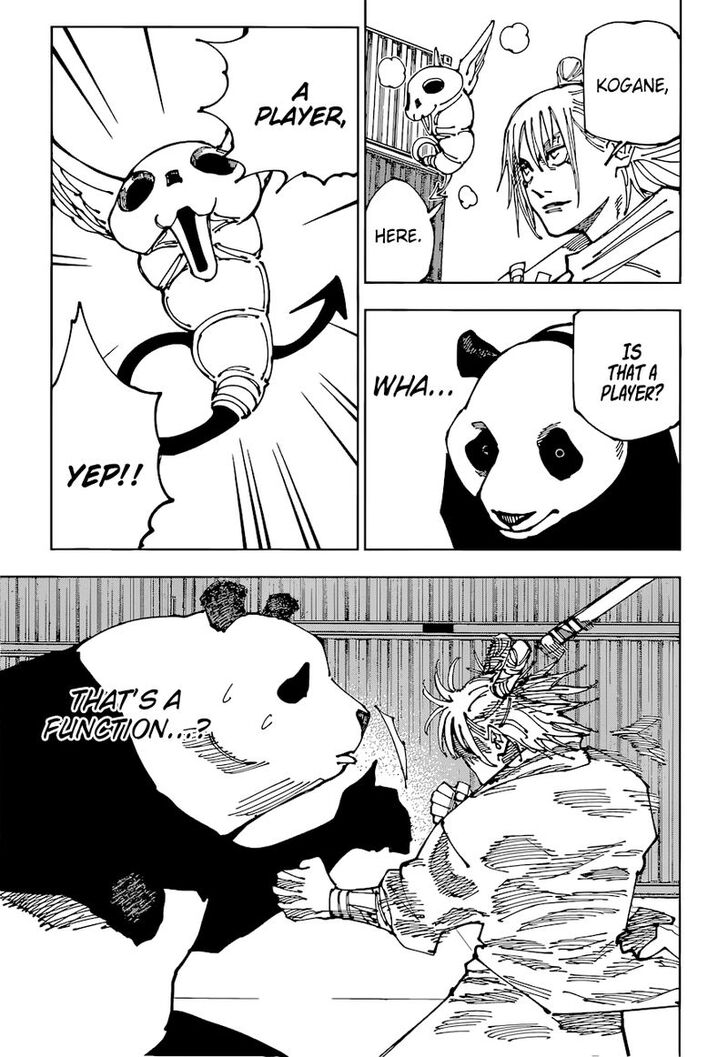 KOGANE,
HERE.
IS
THAT A
PLAYER?
WHA...
A
PLAYER,
YEP!!
THAT'S A
FUNCTION...?